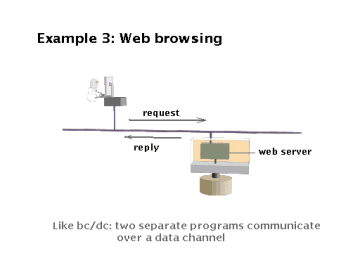 Example 3: Web browsing
request
reply
web server
Like bc/dc: two separate programs communicate
over a data channel